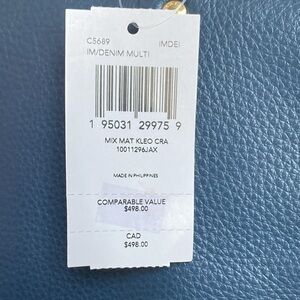 C5689 IMDEI
IM/DENIM MULTI
1 95031 29975 9
MIX MAT KLEO CRA
10011296JAX
MADE IN PHILIPPINES
COMPARABLE VALUE
$498.00
CAD
$498.00